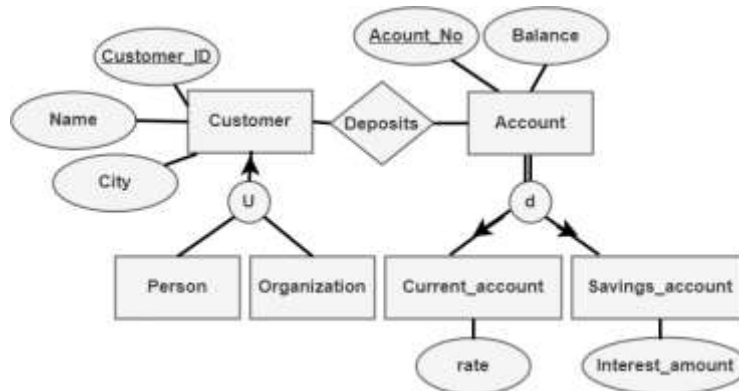 Customer_ID
Acount_No
Balance
Name
Customer
Deposits
Account
City
U
d
Person
Organization
Current_account
Savings_account
rate
Interest_amount